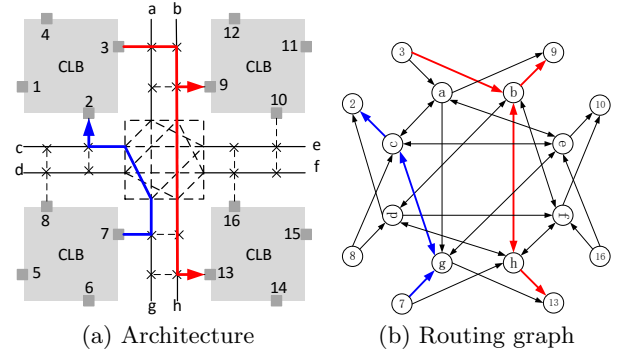 a b
4
12
3
11
CLB
CLB
1
9
2
10
c
e
d
f
8
16
7
15
CLB
CLB
5
13
6
14
g h
(a) Architecture
3
9
a
b
2
10
c
e
d
f
8
g
h
16
7
13
(b) Routing graph